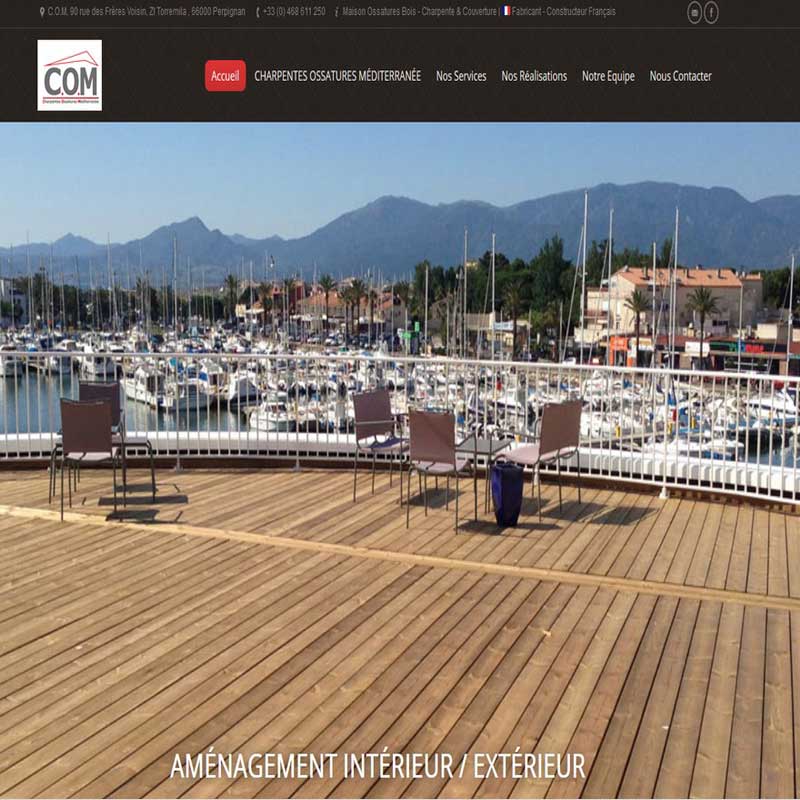 C.O.M. 90 rue des Frères Voisin, ZI Torremila , 66000 Perpignan +33 (0) 468 611 250 Maison Ossatures Bois - Charpente & Couverture | Fabricant - Constructeur Français
C.O.M
Charpentes Ossatures Méditerranée
Accueil CHARPENTES OSSATURES MÉDITERRANÉE Nos Services Nos Réalisations Notre Equipe Nous Contacter
AMÉNAGEMENT INTÉRIEUR / EXTÉRIEUR